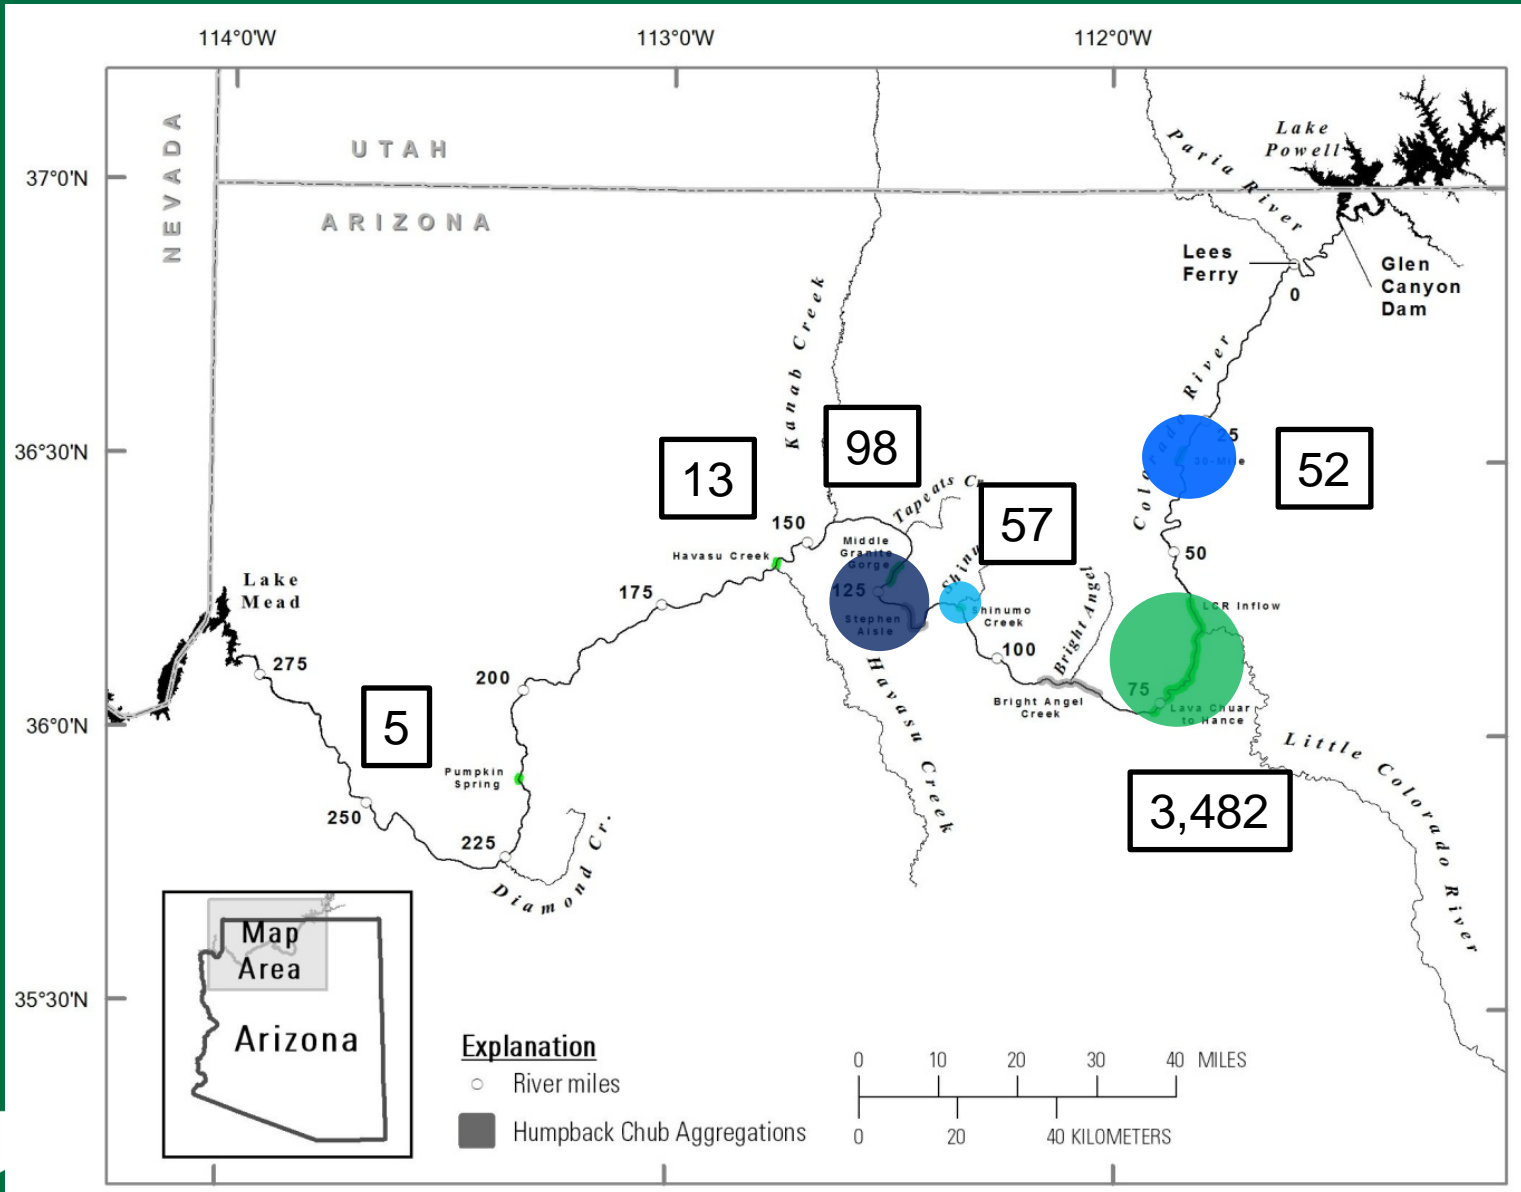 114°0'W
113°0'W
112°0'W
37°0'N
36°30'N
36°0'N
35°30'N
NEVADA
UTAH
ARIZONA
Paria River
Lake
Powell
Lees
Ferry
0
Glen
Canyon
Dam
Colorado River
25
30-Mile
52
50
Kanab Creek
98
13
Tapeats Cr.
57
150
Middle
Granite
Gorge
Havasu Creek
125
Stephen
Aisle
Shinu
Shinumo
Creek
175
Lake
Mead
275
200
100
Bright Angel
Bright Angel
Creek
LCR Inflow
75
Lava Chuar
to Hance
Havasu Creek
Little Colorado River
5
Pumpkin
Spring
250
225
Diamond Cr.
3,482
Map
Area
Arizona
Explanation
River miles
Humpback Chub Aggregations
0 10 20 30 40 MILES
0 20 40 KILOMETERS